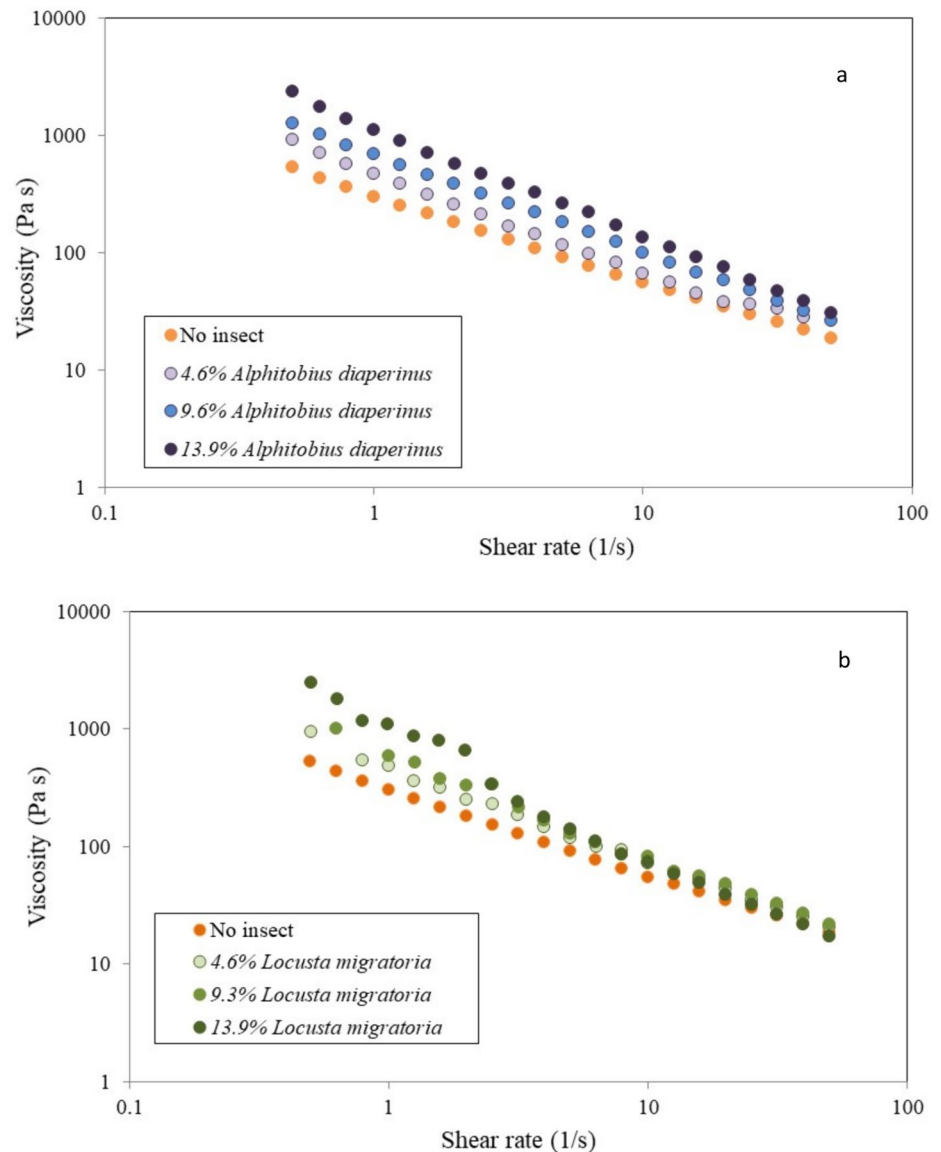 10000
a
1000
Viscosity (Pa s)
100
No insect
10
4.6% Alphitobius diaperinus
9.6% Alphitobius diaperinus
13.9% Alphitobius diaperinus
1
0.1 1 10 100
Shear rate (1/s)
10000
b
1000
Viscosity (Pa s)
100
No insect
4.6% Locusta migratoria
10
9.3% Locusta migratoria
13.9% Locusta migratoria
1
0.1 1 10 100
Shear rate (1/s)